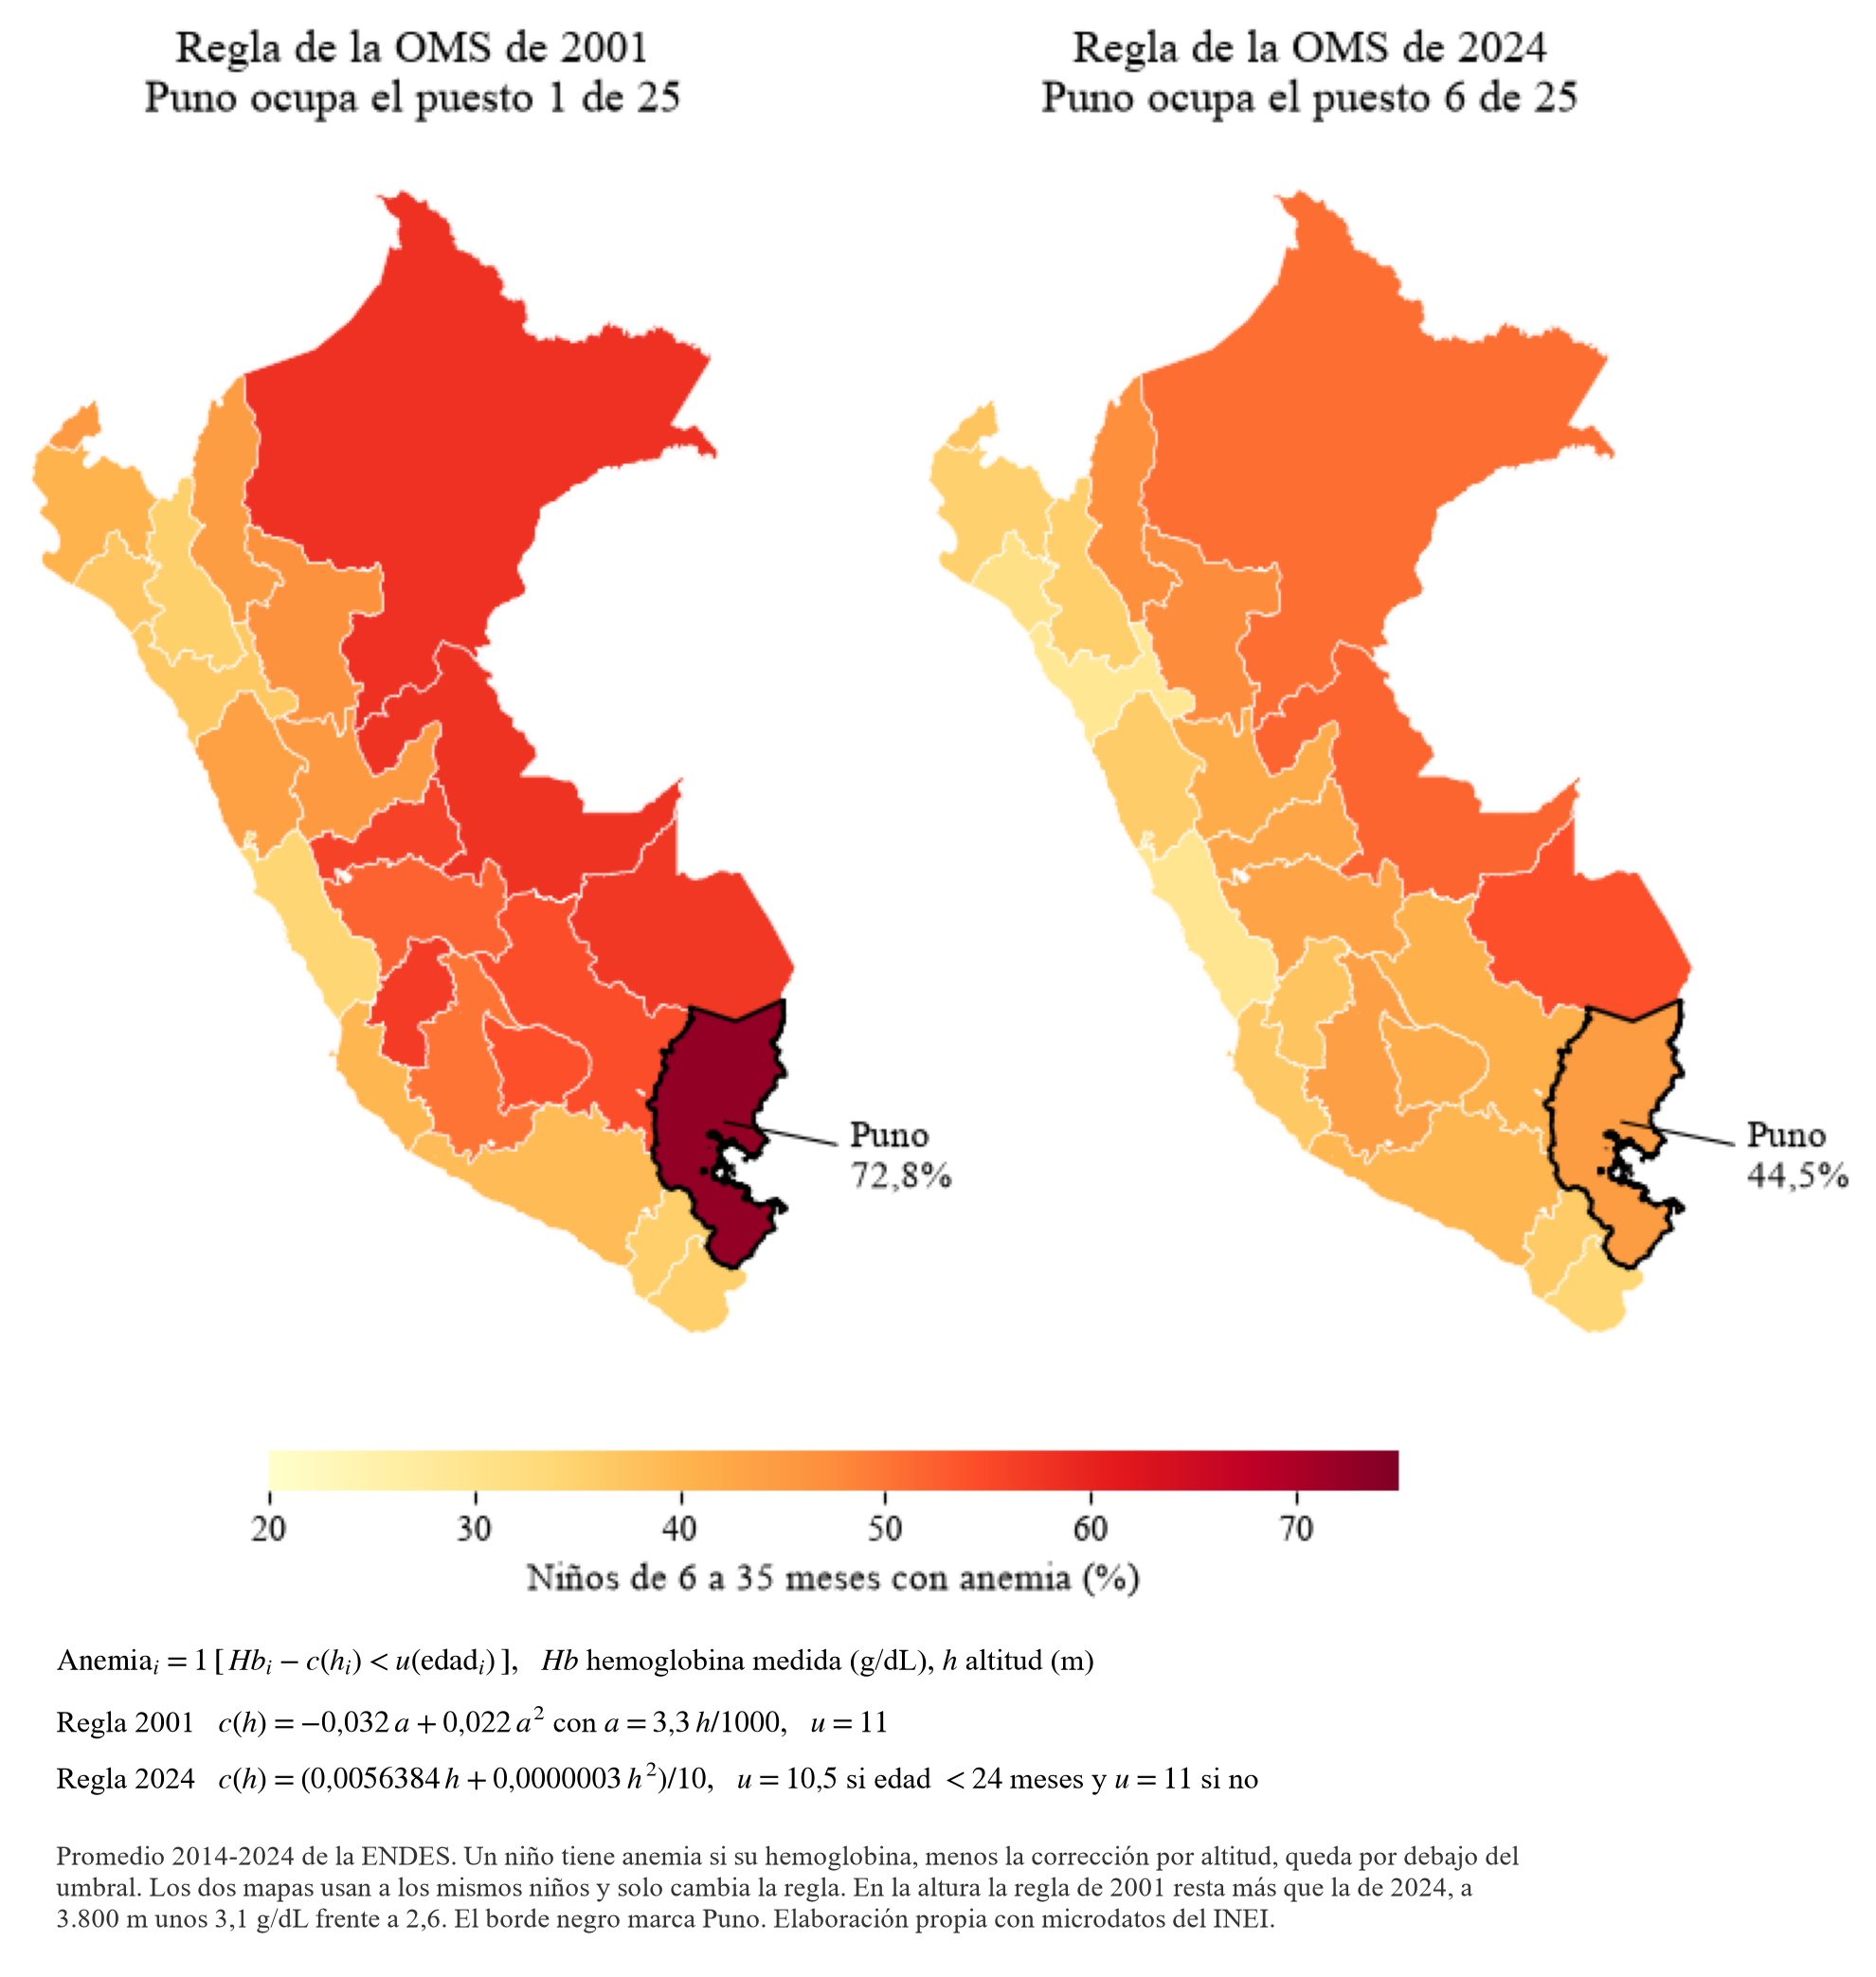 Regla de la OMS de 2001
Puno ocupa el puesto 1 de 25
Regla de la OMS de 2024
Puno ocupa el puesto 6 de 25
Puno
72,8%
Puno
44,5%
20 30 40 50 60 70
Niños de 6 a 35 meses con anemia (%)
Anemiaᵢ = 1 [ Hbᵢ − c(hᵢ) < u(edadᵢ) ], Hb hemoglobina medida (g/dL), h altitud (m)
Regla 2001 c(h) = −0,032 a + 0,022 a² con a = 3,3 h/1000, u = 11
Regla 2024 c(h) = (0,0056384 h + 0,0000003 h²)/10, u = 10,5 si edad < 24 meses y u = 11 si no
Promedio 2014-2024 de la ENDES. Un niño tiene anemia si su hemoglobina, menos la corrección por altitud, queda por debajo del
umbral. Los dos mapas usan a los mismos niños y solo cambia la regla. En la altura la regla de 2001 resta más que la de 2024, a
3.800 m unos 3,1 g/dL frente a 2,6. El borde negro marca Puno. Elaboración propia con microdatos del INEI.